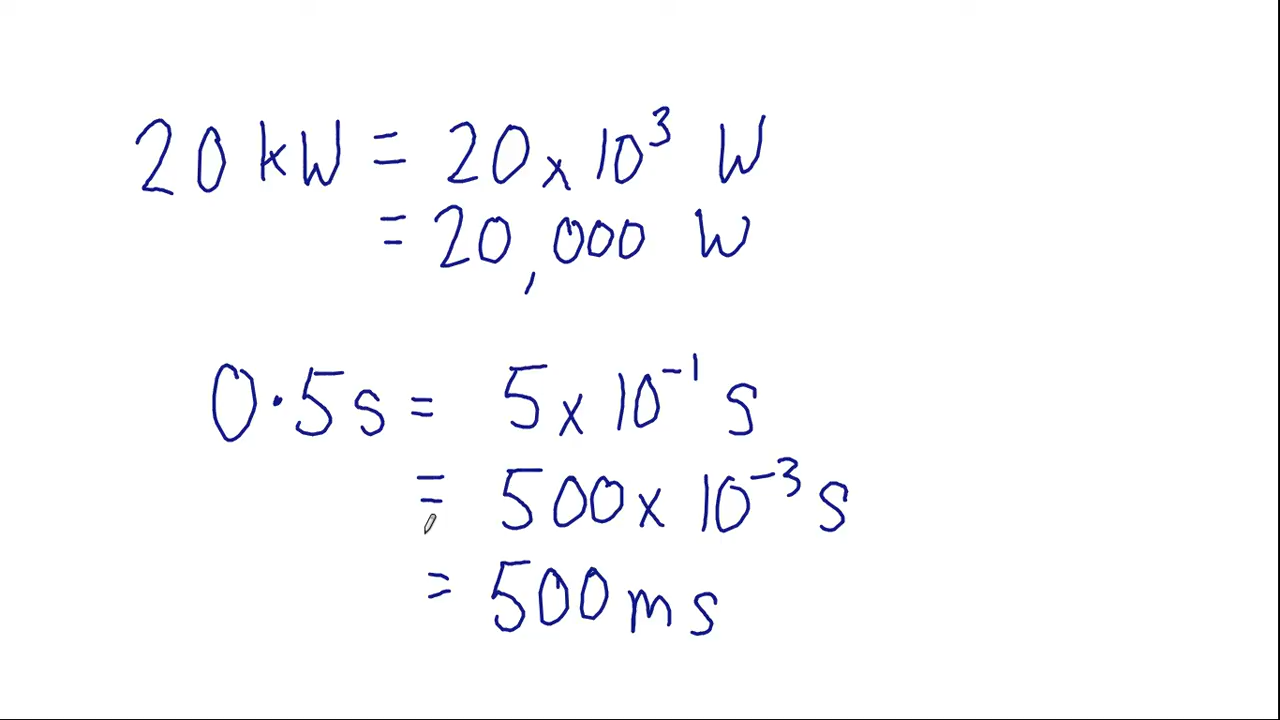 20 kW = 20 x 10³ W
= 20,000 W
0.5 s = 5 x 10⁻¹ s
= 500 x 10⁻³ s
= 500 ms